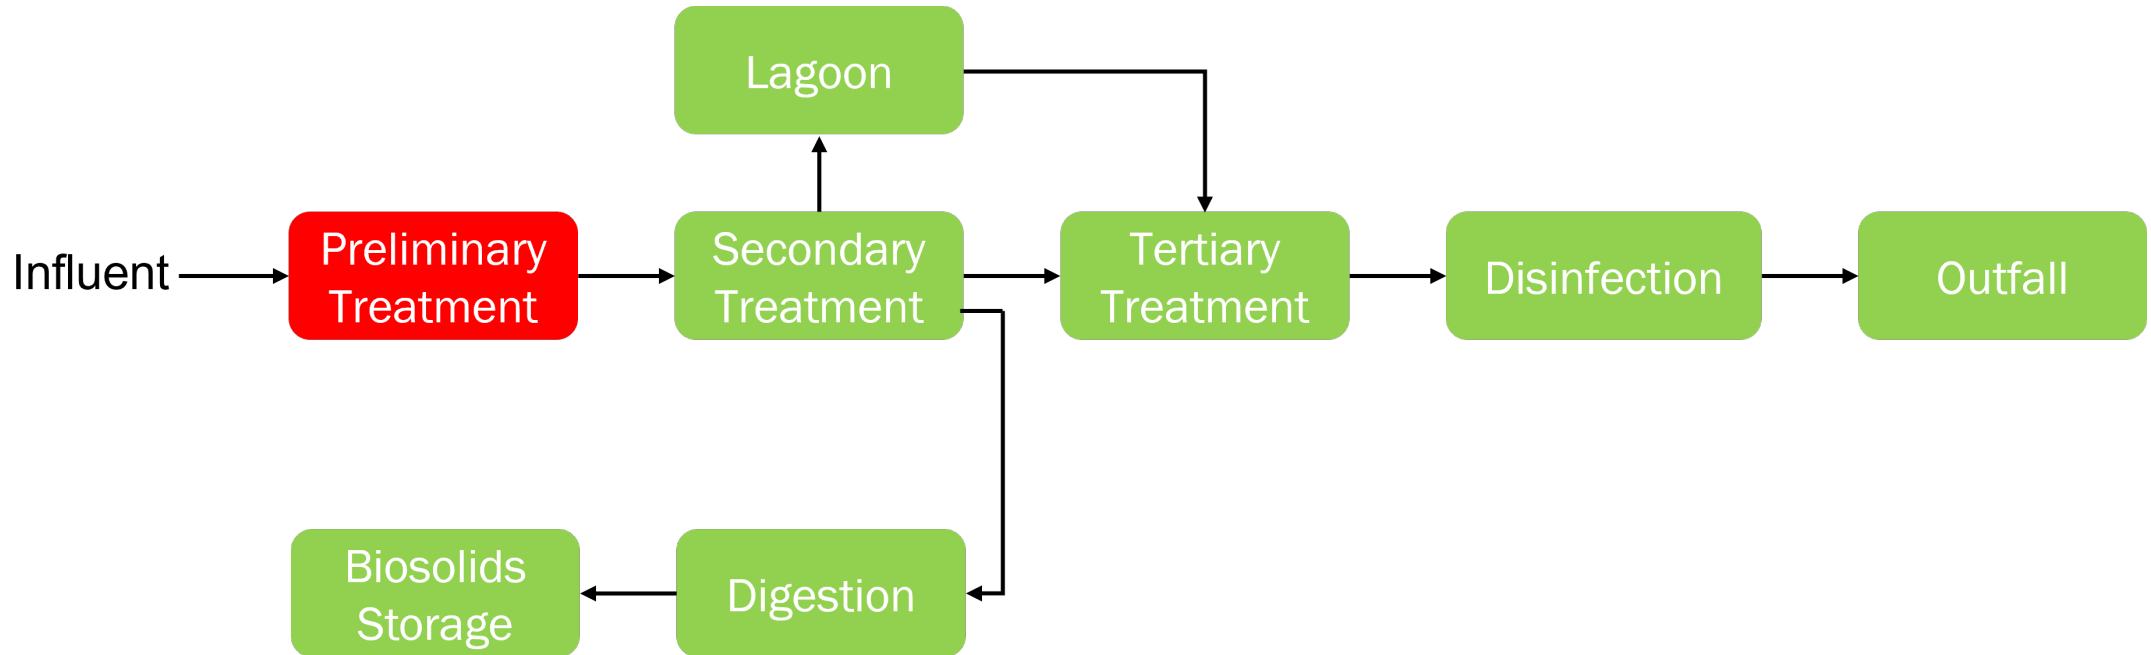 Lagoon
Influent
Preliminary
Treatment
Secondary
Treatment
Tertiary
Treatment
Disinfection
Outfall
Biosolids
Storage
Digestion